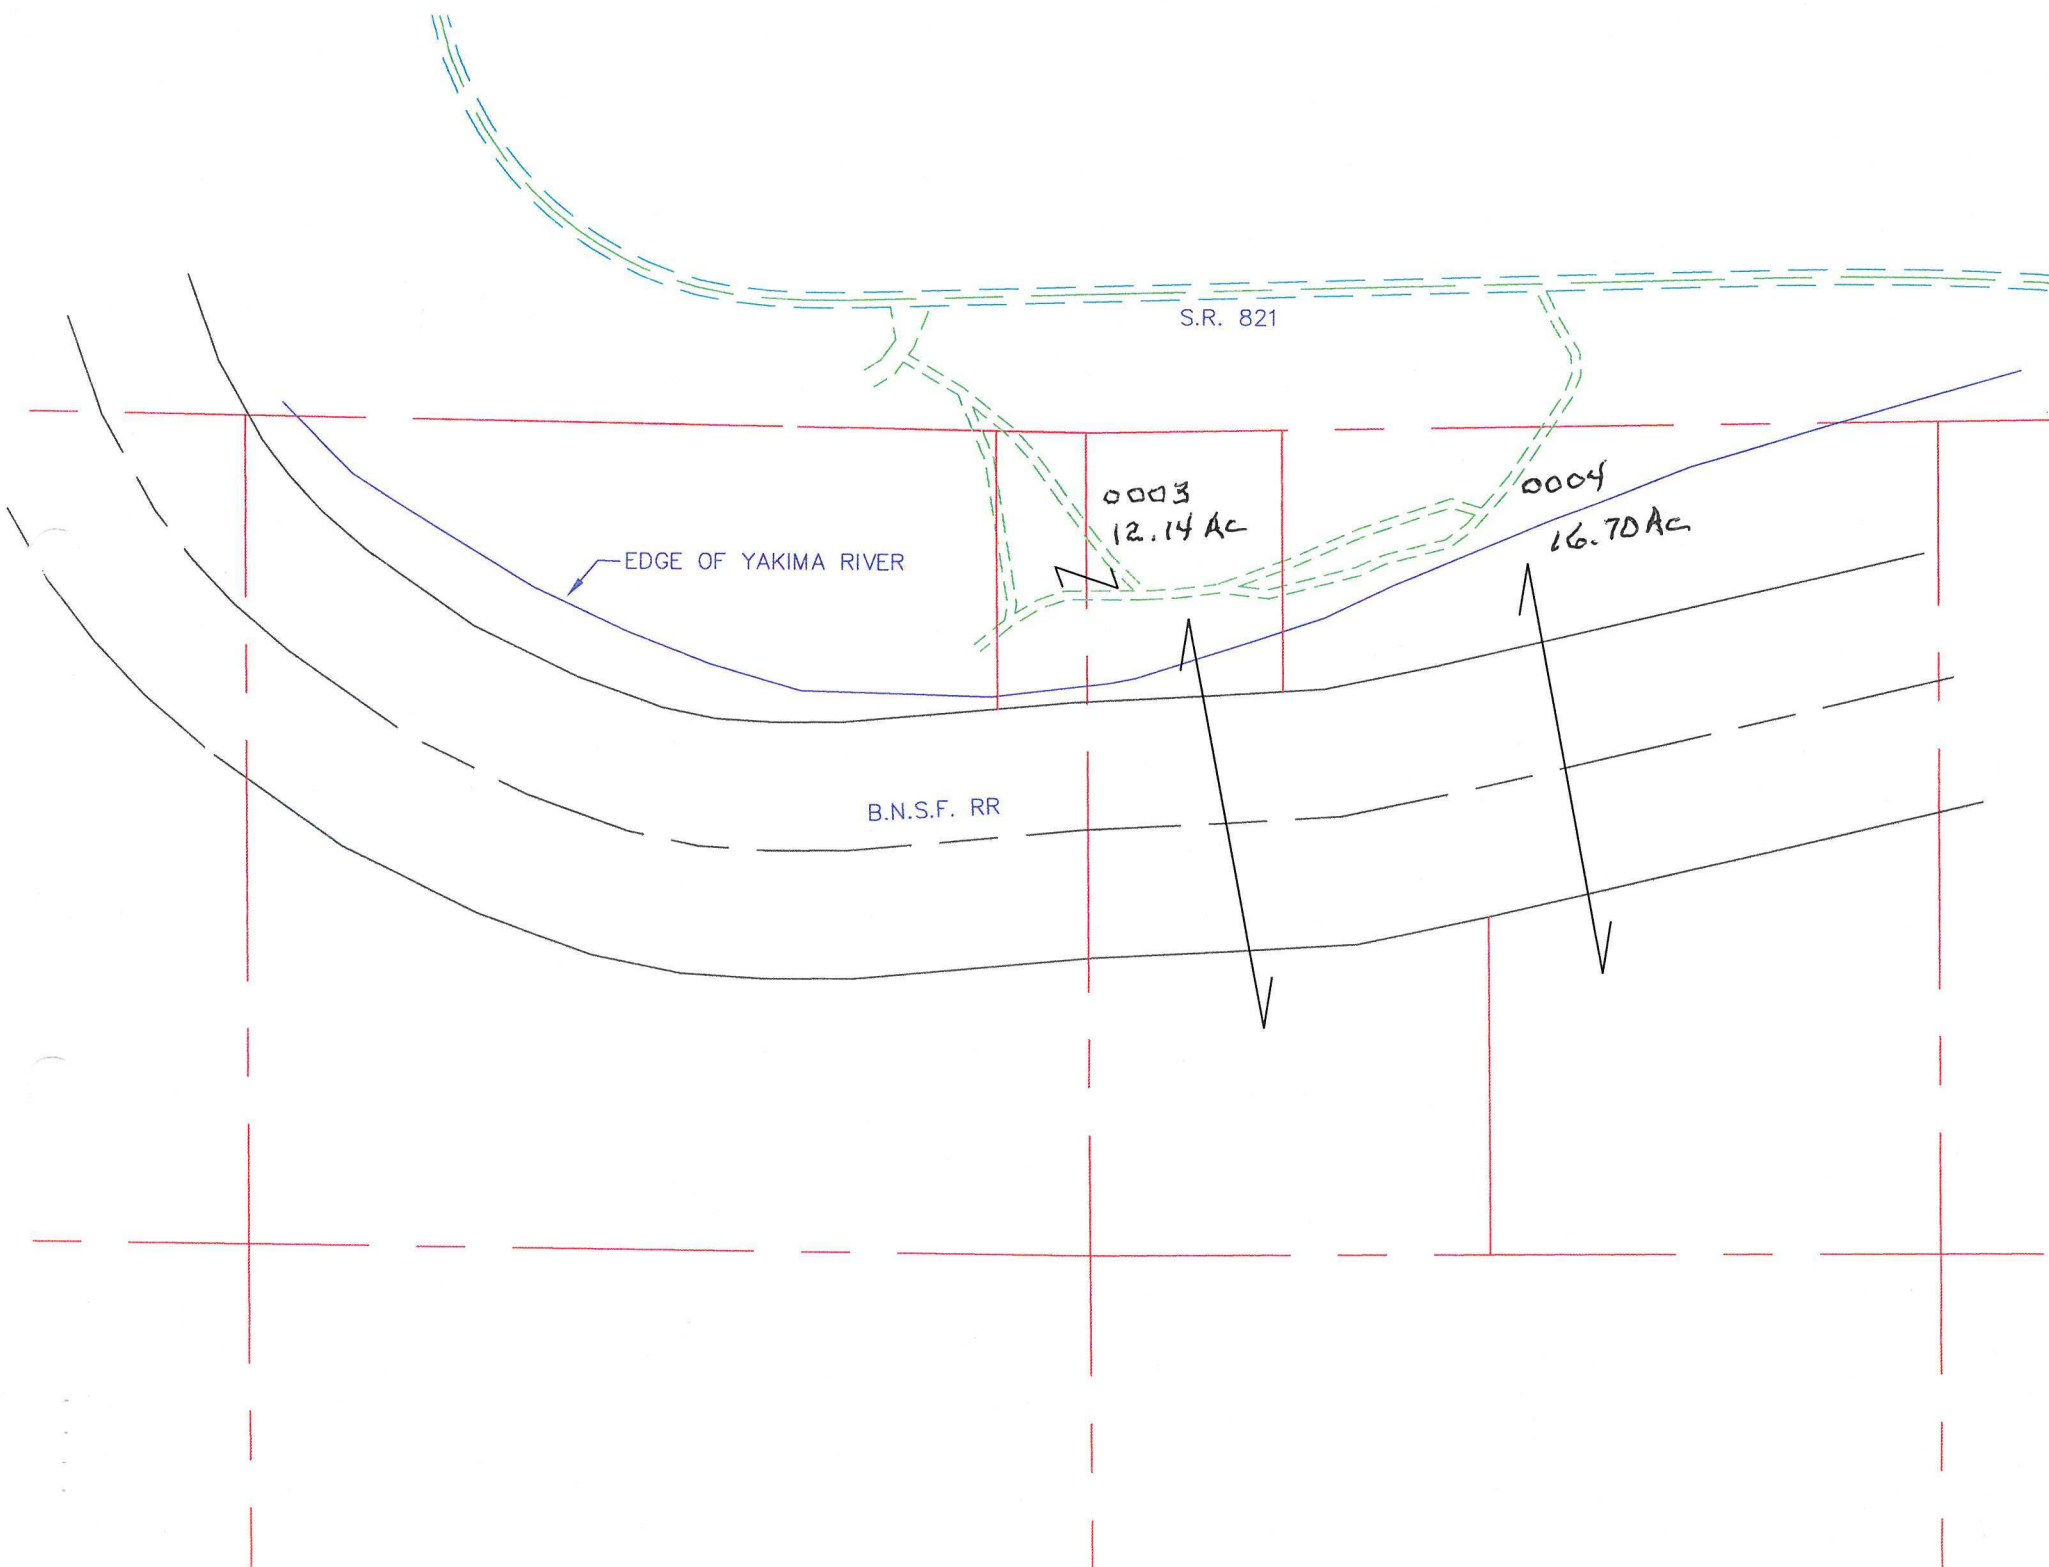 S.R. 821
0003
12.14 Ac
0004
16.70 Ac
EDGE OF YAKIMA RIVER
B.N.S.F. RR